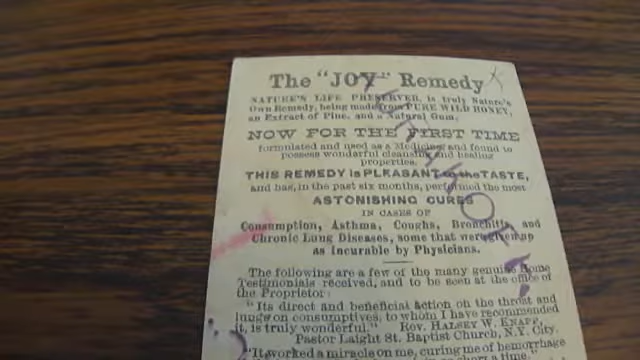 The "JOY" Remedy
NATURE'S LIFE PRESERVER, is truly Nature's
Own Remedy, being made from PURE WILD HONEY,
an Extract of Pine, and a Natural Gum.
NOW FOR THE FIRST TIME
formulated and used as a Medicine, and found to
possess wonderful cleansing and healing
properties.
THIS REMEDY is PLEASANT to the TASTE,
and has, in the past six months, performed the most
ASTONISHING CURES
IN CASES OF
Consumption, Asthma, Coughs, Bronchitis, and
Chronic Lung Diseases, some that were given up
as Incurable by Physicians.
The following are a few of the many genuine Home
Testimonials received, and to be seen at the office of
the Proprietor:
"Its direct and beneficial action on the throat and
lungs on consumptives, to whom I have recommended
it, is truly wonderful." REV. HALSEY W. KNAPP,
Pastor Laight St. Baptist Church, N.Y. City.
"It worked a miracle on me, curing me of hemorrhage